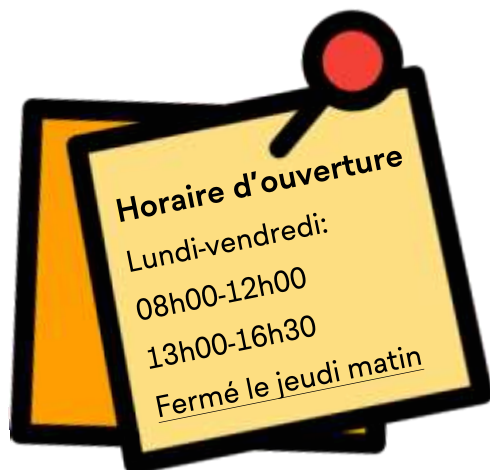 Horaire d'ouverture
Lundi-vendredi:
08h00-12h00
13h00-16h30
Fermé le jeudi matin